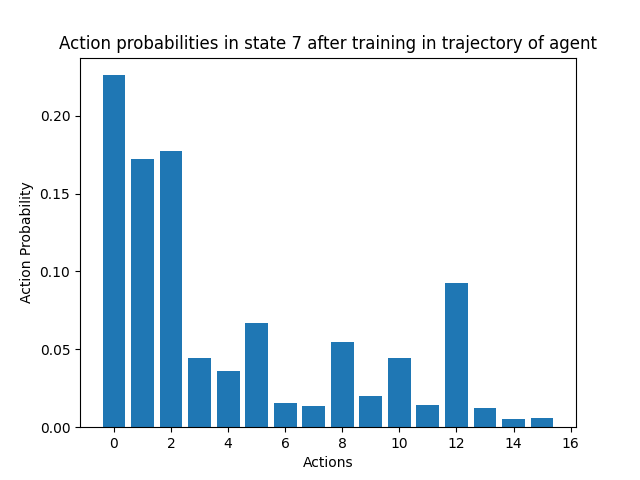 Action probabilities in state 7 after training in trajectory of agent
Action Probability
0.20
0.15
0.10
0.05
0.00
0 2 4 6 8 10 12 14 16
Actions